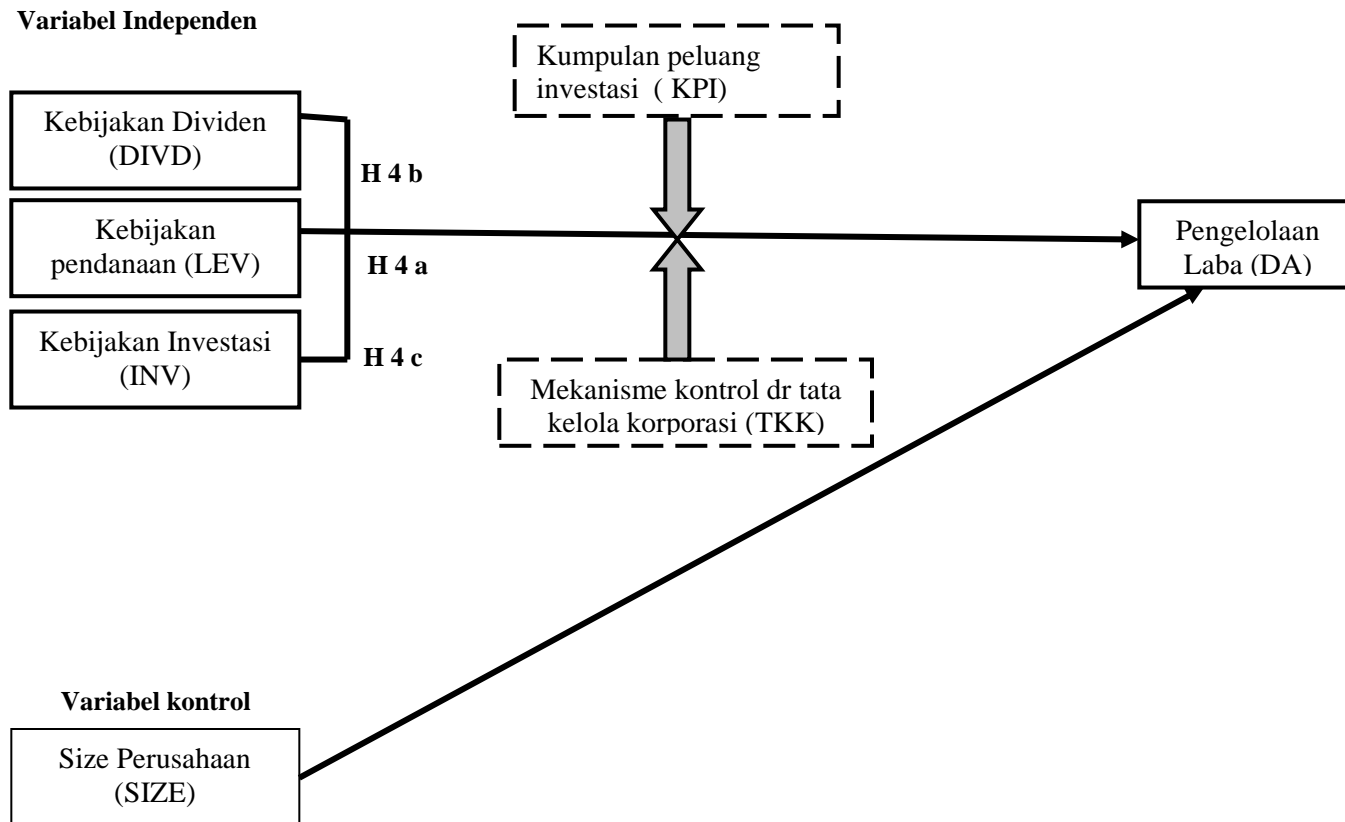 Variabel Independen
Kumpulan peluang
investasi ( KPI)
Kebijakan Dividen
(DIVD)
H 4 b
Kebijakan
pendanaan (LEV)
H 4 a
Pengelolaan
Laba (DA)
Kebijakan Investasi
(INV)
H 4 c
Mekanisme kontrol dr tata
kelola korporasi (TKK)
Variabel kontrol
Size Perusahaan
(SIZE)